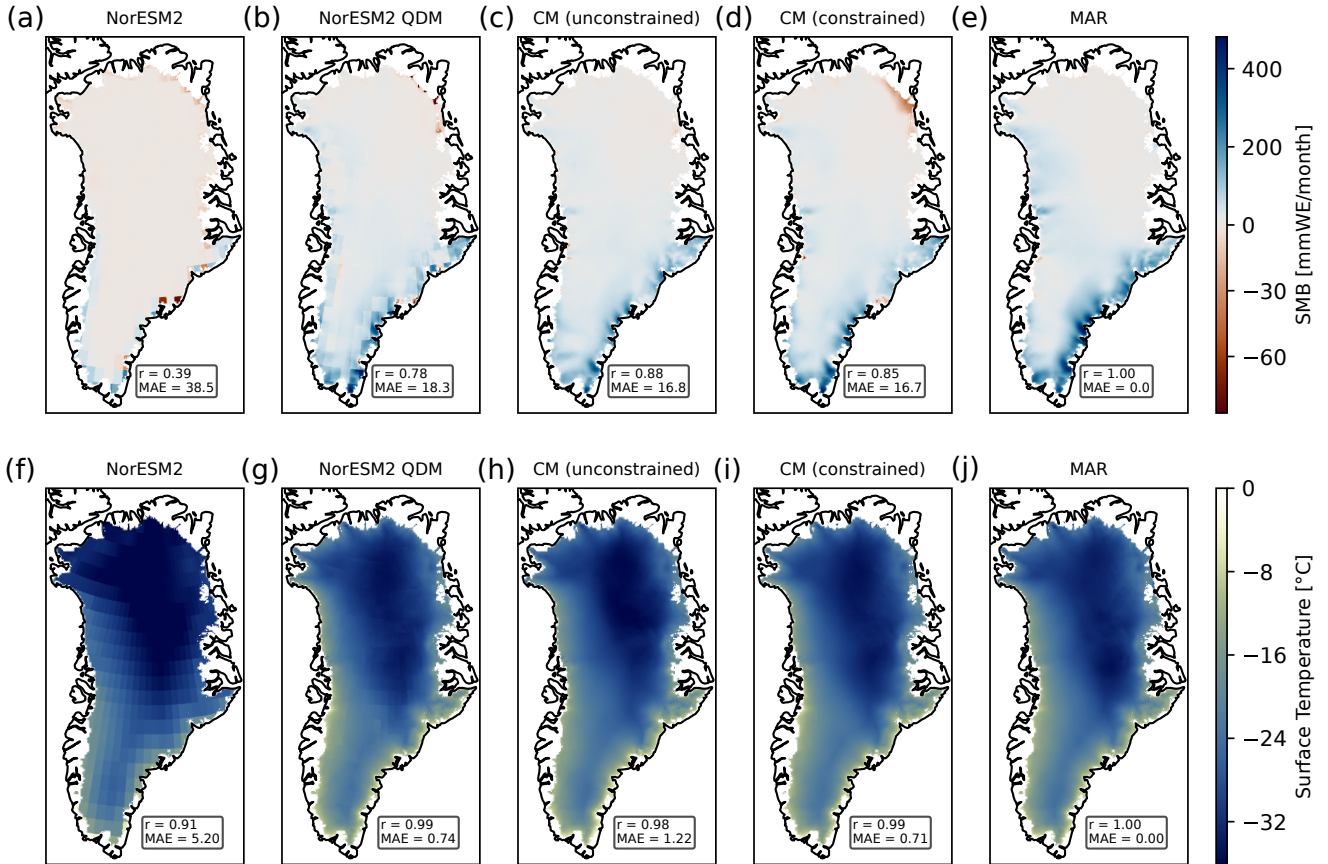 (a) NorESM2
(b) NorESM2 QDM
(c) CM (unconstrained)
(d) CM (constrained)
(e) MAR
r = 0.39
MAE = 38.5
r = 0.78
MAE = 18.3
r = 0.88
MAE = 16.8
r = 0.85
MAE = 16.7
r = 1.00
MAE = 0.0
400
200
0
−30
−60
SMB [mmWE/month]
(f) NorESM2
(g) NorESM2 QDM
(h) CM (unconstrained)
(i) CM (constrained)
(j) MAR
r = 0.91
MAE = 5.20
r = 0.99
MAE = 0.74
r = 0.98
MAE = 1.22
r = 0.99
MAE = 0.71
r = 1.00
MAE = 0.00
0
−8
−16
−24
−32
Surface Temperature [°C]